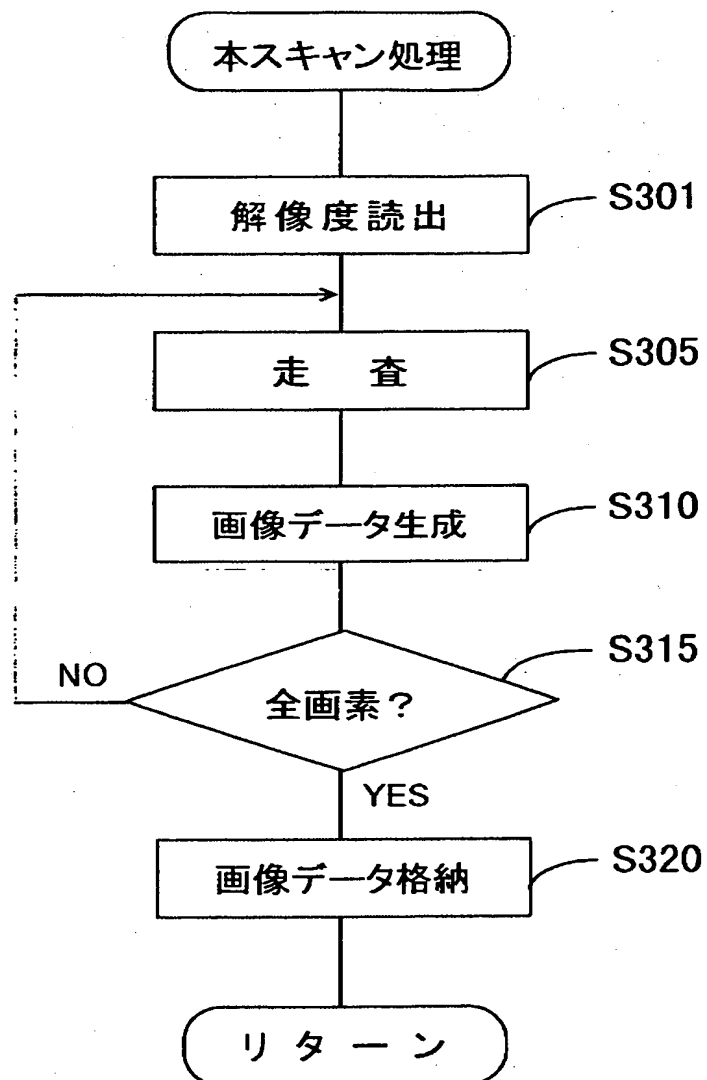 本スキャン処理
解像度読出
S301
走 査
S305
画像データ生成
S310
全画素?
S315
NO
YES
画像データ格納
S320
リターン